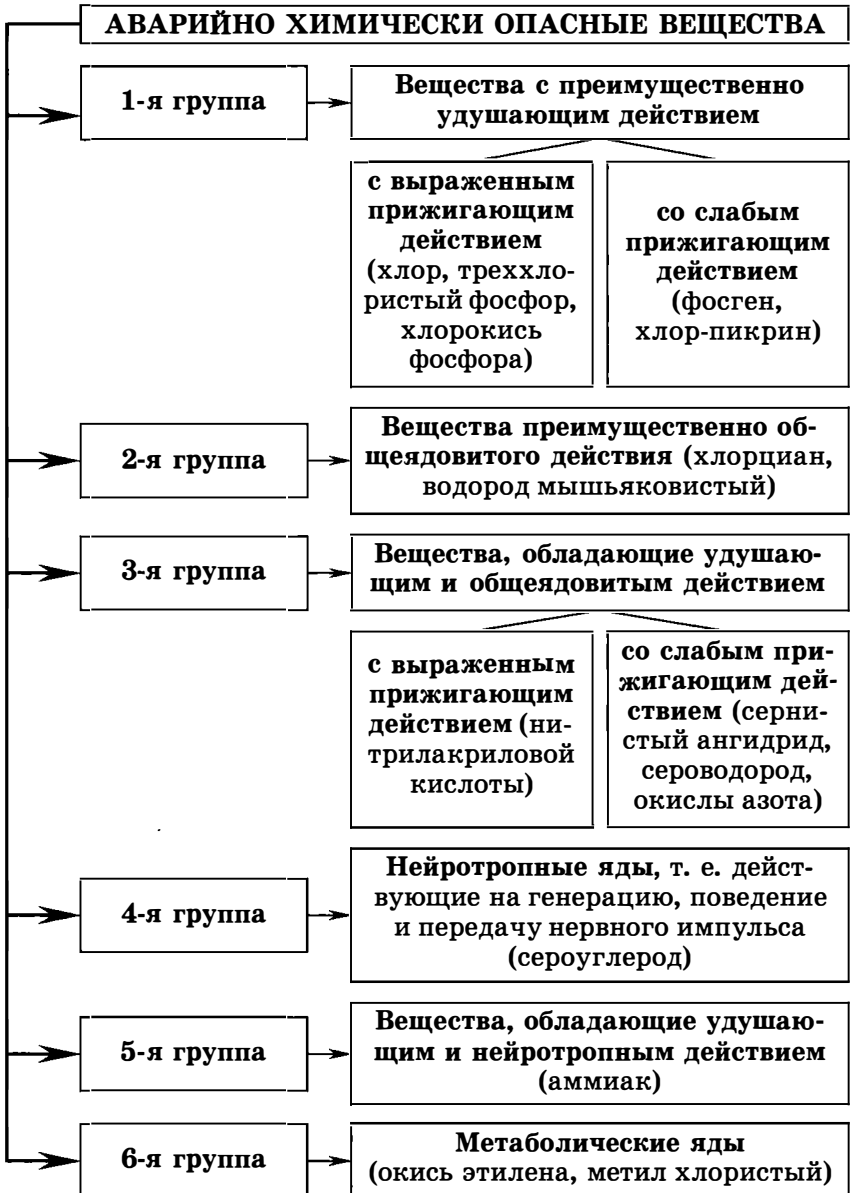 АВАРИЙНО ХИМИЧЕСКИ ОПАСНЫЕ ВЕЩЕСТВА
1-я группа
Вещества с преимущественно
удушающим действием
с выраженным
прижигающим
действием
(хлор, треххло-
ристый фосфор,
хлорокись
фосфора)
со слабым
прижигающим
действием
(фосген,
хлор-пикрин)
2-я группа
Вещества преимущественно об-
щеядовитого действия (хлорциан,
водород мышьяковистый)
3-я группа
Вещества, обладающие удушаю-
щим и общеядовитым действием
с выраженным
прижигающим
действием (ни-
трилакриловой
кислоты)
со слабым при-
жигающим дей-
ствием (серни-
стый ангидрид,
сероводород,
окислы азота)
4-я группа
Нейротропные яды, т. е. дейст-
вующие на генерацию, поведение
и передачу нервного импульса
(сероуглерод)
5-я группа
Вещества, обладающие удушаю-
щим и нейротропным действием
(аммиак)
6-я группа
Метаболические яды
(окись этилена, метил хлористый)